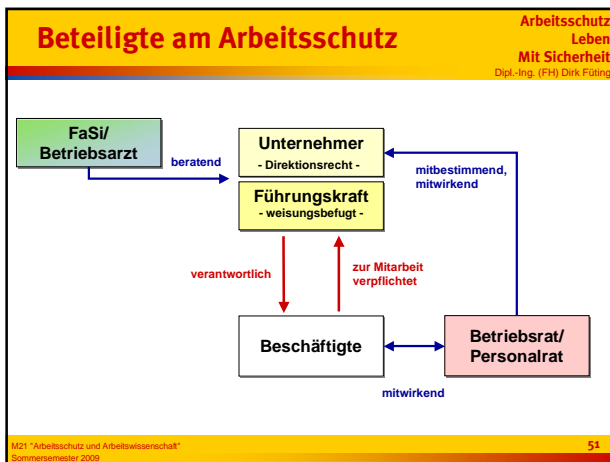 Beteiligte am Arbeitsschutz
Arbeitsschutz
Leben
Mit Sicherheit
Dipl.-Ing. (FH) Dirk Füting
FaSi/
Betriebsarzt
beratend
Unternehmer
- Direktionsrecht -
Führungskraft
- weisungsbefugt -
mitbestimmend,
mitwirkend
verantwortlich
zur Mitarbeit
verpflichtet
Beschäftigte
Betriebsrat/
Personalrat
mitwirkend
M21 "Arbeitsschutz und Arbeitswissenschaft"
Sommersemester 2009
51